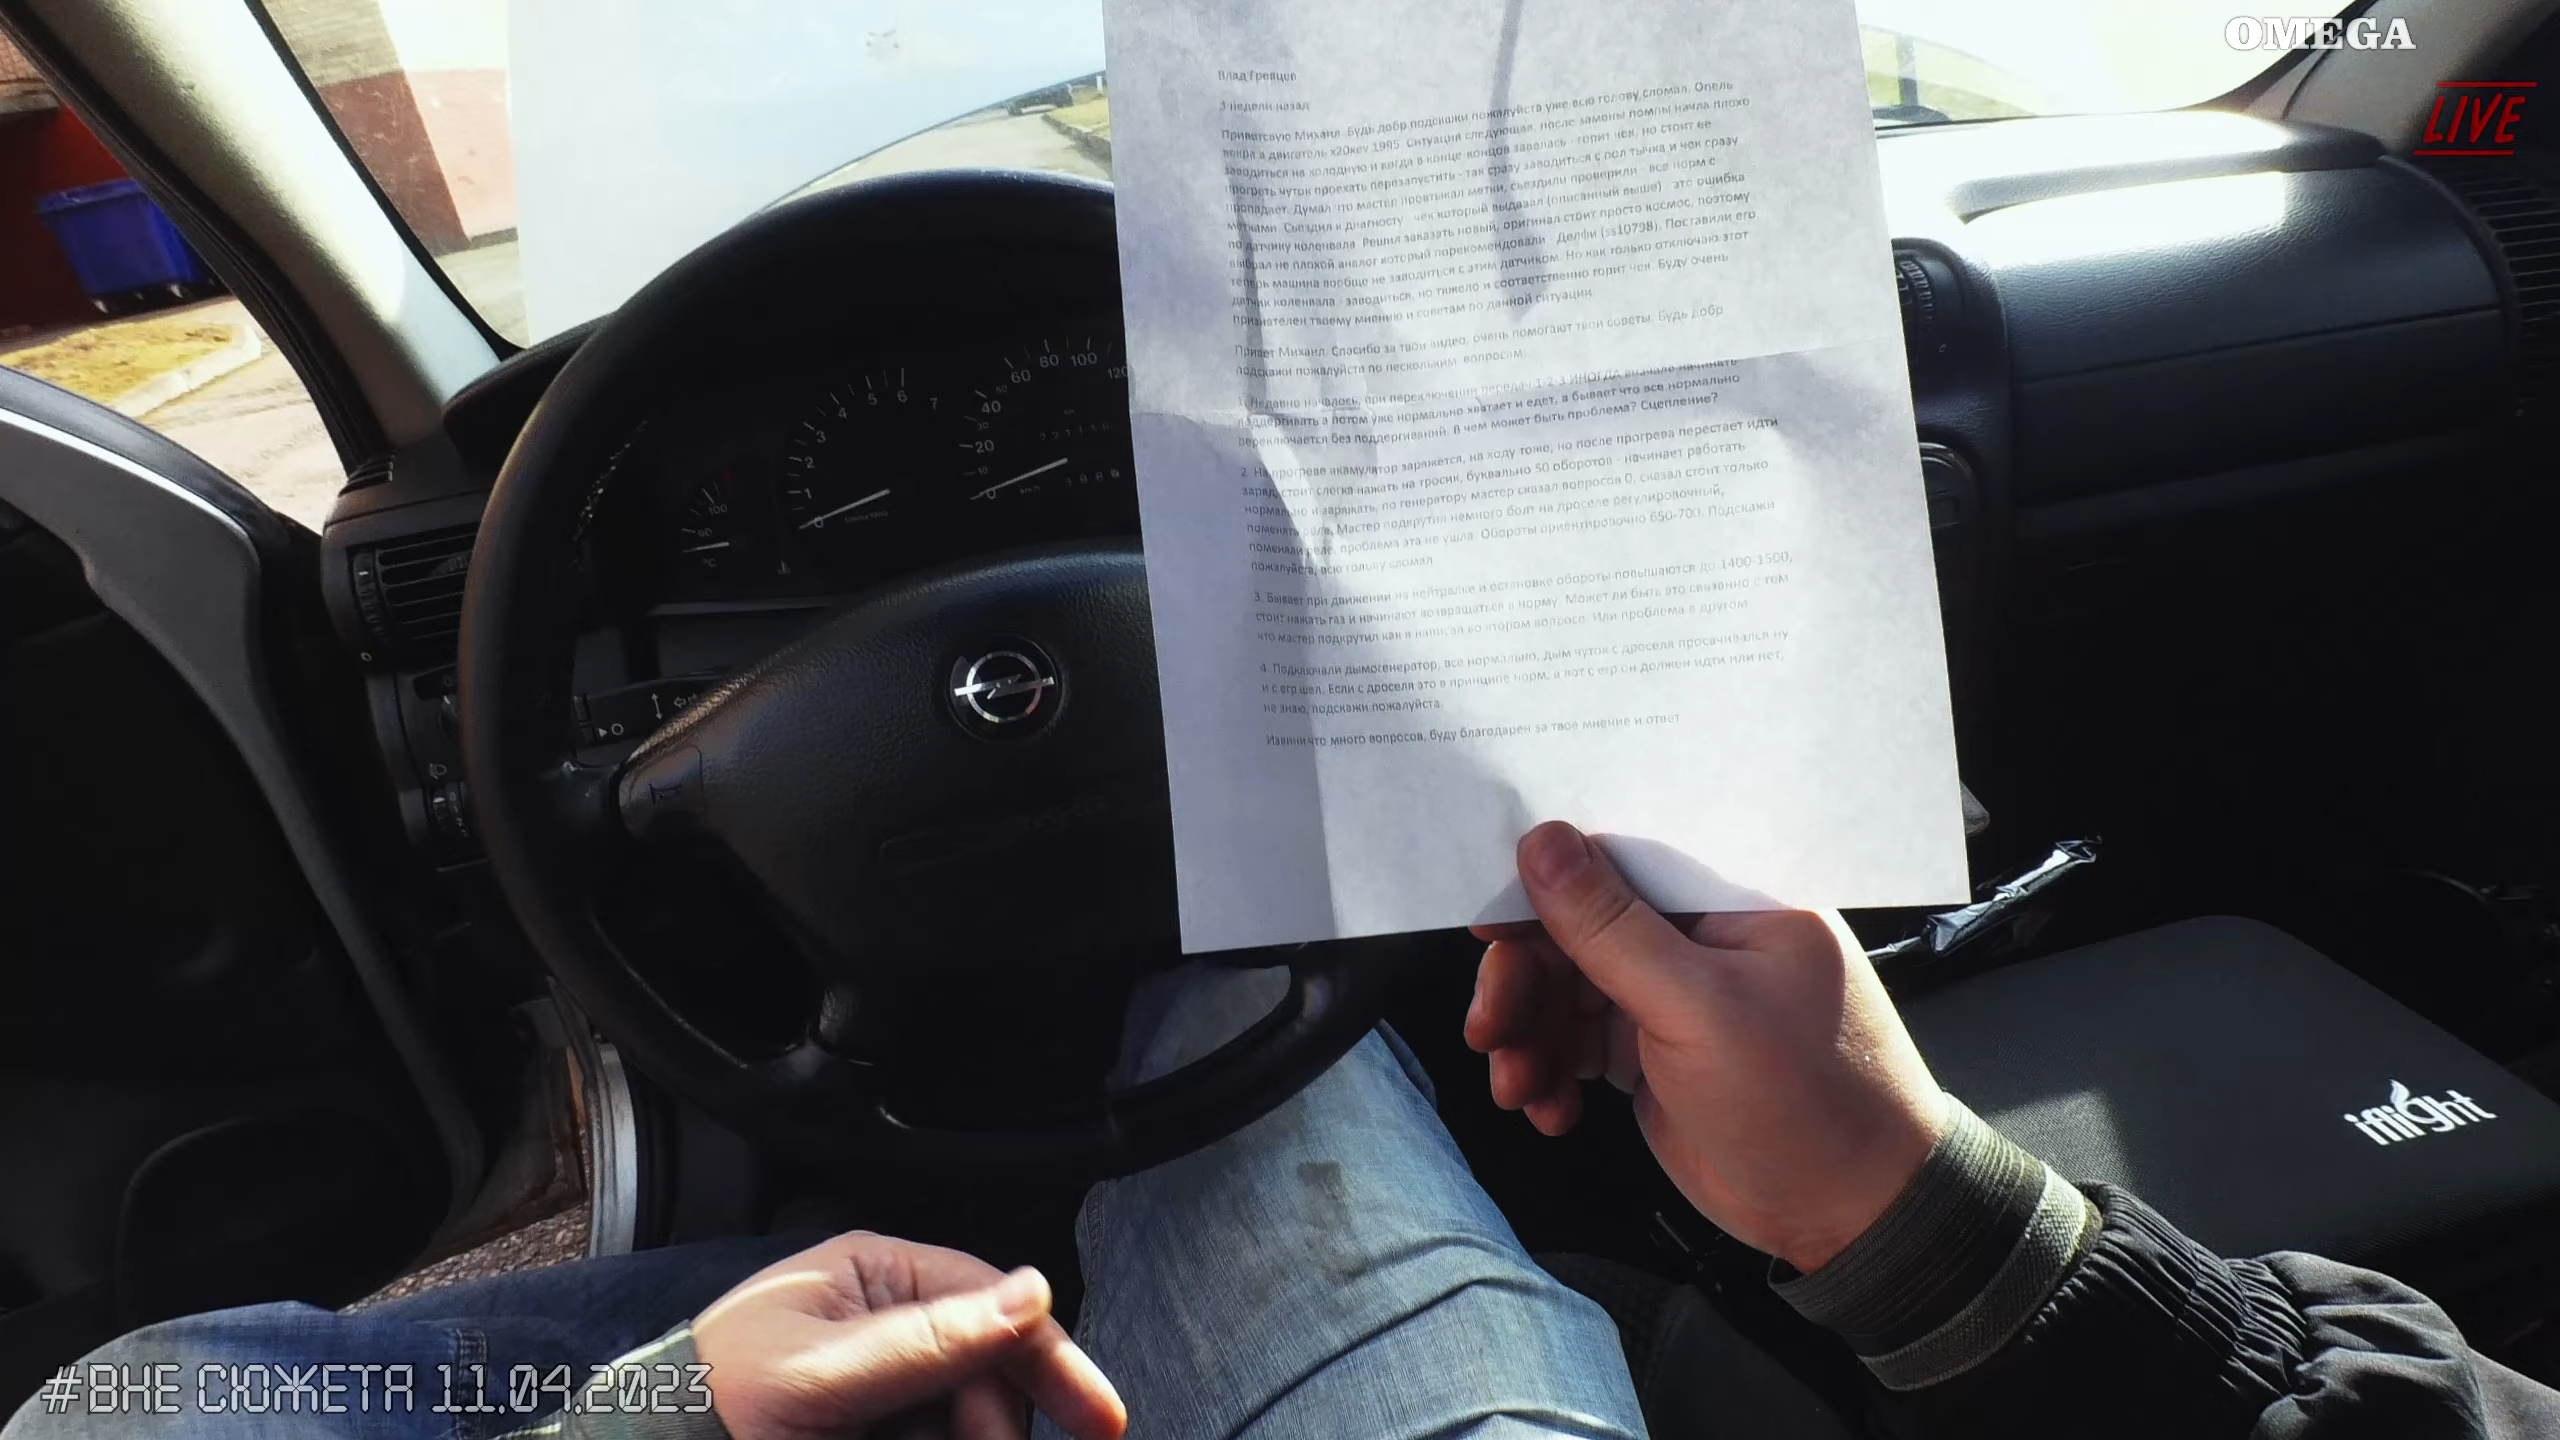 OMEGA
LIVE
Влад Гревцев
3 недели назад
Приветсвую Михаил. Будь добр подскажи пожалуйста уже всю голову сломал. Опель
вектра а двигатель х20хеv 1995. Ситуация следующая, после замены помпы начла плохо
заводиться на холодную и когда в конце концов завелась - горит чек, но стоит ее
прогреть чуток проехать перезапустить - так сразу заводиться с пол тычка и чек сразу
пропадает. Думал что мастер провтыкал метки, съездили проверили - все норм с
метками. Съездил к диагносту - чек который выдавал (описанный выше) - это ошибка
по датчику коленвала. Решил заказать новый, оригинал стоит просто космос, поэтому
выбрал не плохой аналог который порекомендовали - Делфи (ss10798). Поставили его,
теперь машина вообще не заводиться с этим датчиком. Но как только отключаю этот
датчик коленвала - заводиться, но тяжело и соответственно горит чек. Буду очень
признателен твоему мнению и советам по данной ситуации.
Привет Михаил. Спасибо за твои видео, очень помогают твои советы. Будь добр
подскажи пожалуйста по нескольким вопросам.
1. Недавно началось, при переключении передач 1-2-3 ИНОГДА вначале начинать
поддергивать а потом уже нормально хватает и едет, а бывает что все нормально
переключается без поддергиваний. В чем может быть проблема? Сцепление?
2. На прогреве акамулятор заряжется, на ходу тоже, но после прогрева перестает идти
заряд, стоит слегка нажать на тросик, буквально 50 оборотов - начинает работать
нормально и заряжать, по генератору мастер сказал вопросов 0, сказал стоит только
поменять реле. Мастер подкрутил немного болт на дроселе регулировочный,
поменяли реле, проблема эта не ушла. Обороты ориентировочно 650-700. Подскажи
пожалуйста, всю голову сломал
3. Бывает при движении на нейтралке и остановке обороты повышаются до 1400-1500,
стоит нажать газ и начинают возвращаться в норму. Может ли быть это связанно с тем
что мастер подкрутил как я написал во втором вопросе. Или проблема в другом
4. Подключали дымогенератор, все нормально, дым чуток с дроселя просачивался ну
и с егр шел. Если с дроселя это в принципе норм, а вот с егр он должен идти или нет,
не знаю, подскажи пожалуйста.
Извини что много вопросов, буду благодарен за твое мнение и ответ
iflight
#ВНЕ СЮЖЕТА 11.04.2023